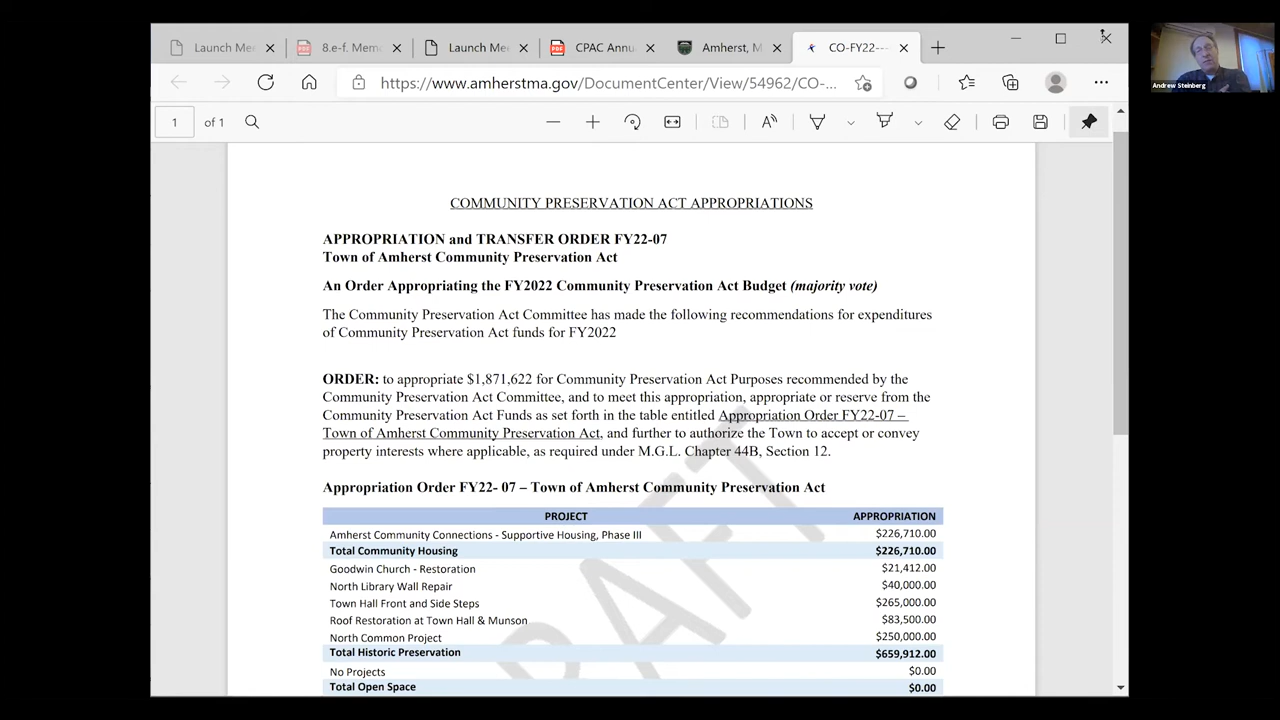 Launch Mee
8.e-f. Memo
Launch Mee
CPAC Annu
Amherst, M
CO-FY22---
https://www.amherstma.gov/DocumentCenter/View/54962/CO-...
1 of 1
Andrew Steinberg
COMMUNITY PRESERVATION ACT APPROPRIATIONS
APPROPRIATION and TRANSFER ORDER FY22-07
Town of Amherst Community Preservation Act
An Order Appropriating the FY2022 Community Preservation Act Budget (majority vote)
The Community Preservation Act Committee has made the following recommendations for expenditures
of Community Preservation Act funds for FY2022
ORDER: to appropriate $1,871,622 for Community Preservation Act Purposes recommended by the
Community Preservation Act Committee, and to meet this appropriation, appropriate or reserve from the
Community Preservation Act Funds as set forth in the table entitled Appropriation Order FY22-07 –
Town of Amherst Community Preservation Act, and further to authorize the Town to accept or convey
property interests where applicable, as required under M.G.L. Chapter 44B, Section 12.
Appropriation Order FY22- 07 – Town of Amherst Community Preservation Act
PROJECT APPROPRIATION
Amherst Community Connections - Supportive Housing, Phase III $226,710.00
Total Community Housing $226,710.00
Goodwin Church - Restoration $21,412.00
North Library Wall Repair $40,000.00
Town Hall Front and Side Steps $265,000.00
Roof Restoration at Town Hall & Munson $83,500.00
North Common Project $250,000.00
Total Historic Preservation $659,912.00
No Projects $0.00
Total Open Space $0.00
DRAFT